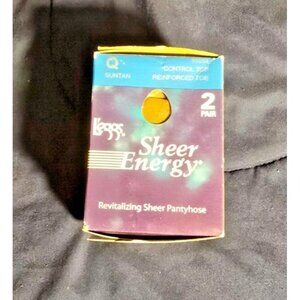 Q
SUNTAN
CONTROL TOP
REINFORCED TOE
2
PAIR
L'eggs
Sheer
Energy
Revitalizing Sheer Pantyhose